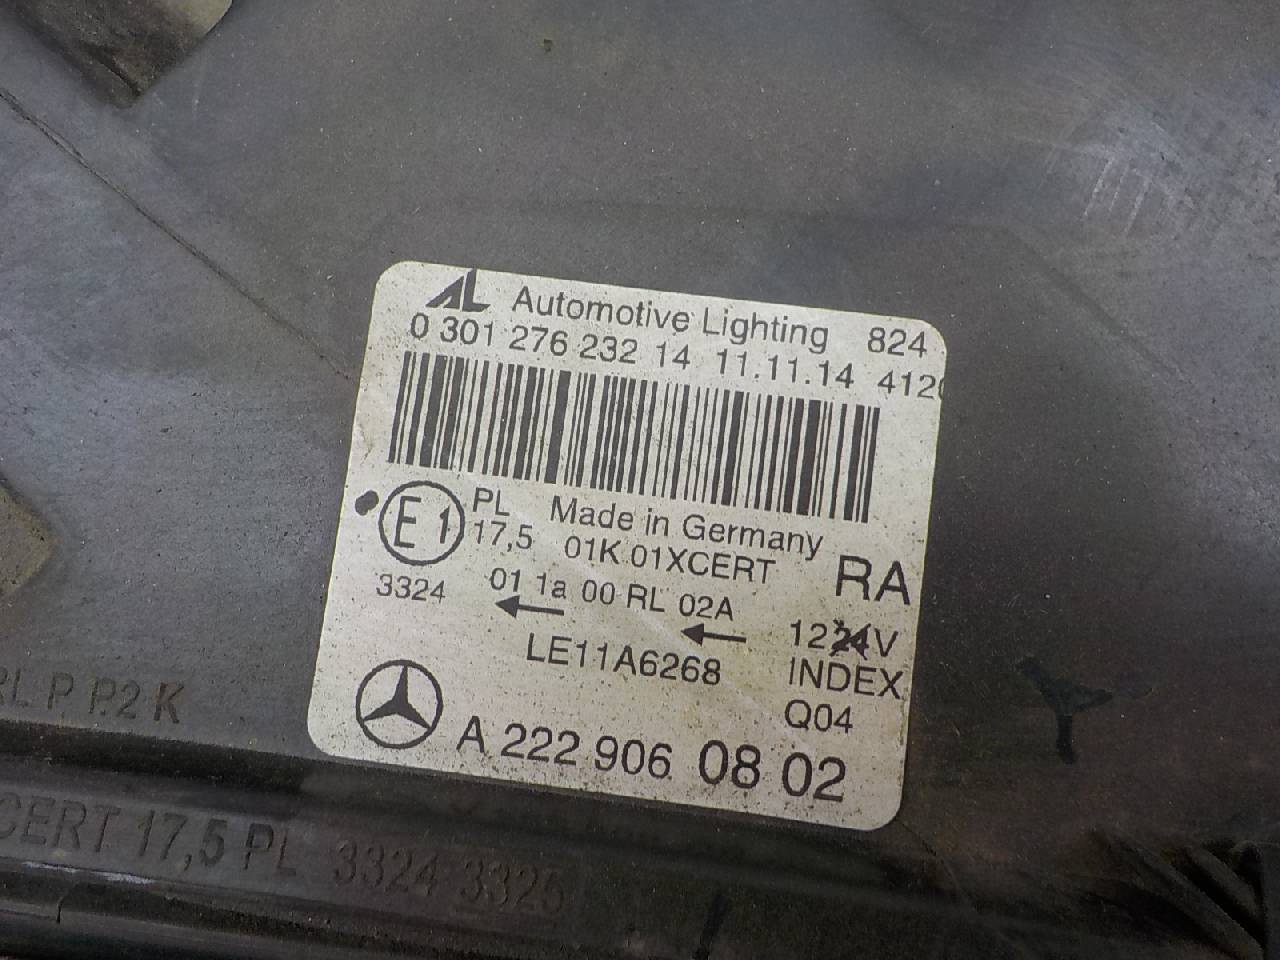 AL Automotive Lighting 824
0 301 276 232 14 11.11.14 412
E1 PL 17,5 Made in Germany
01K 01XCERT RA
3324 01 1a 00 RL 02A
1224V
LE11A6268 INDEX
Q04
A 222 906 08 02
RL P P2 K
CERT 17,5 PL 3324 3325